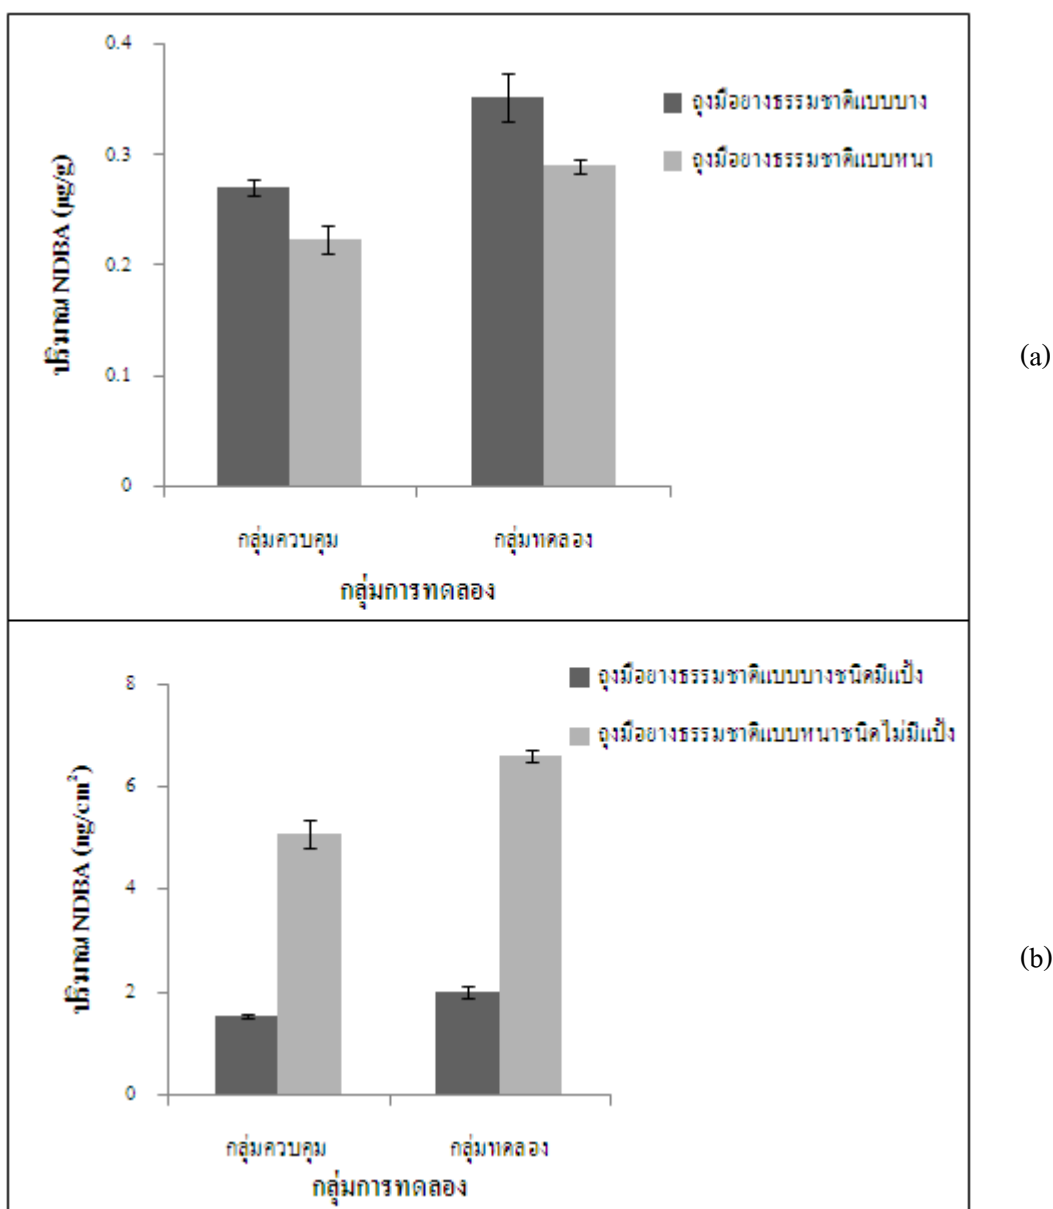 0.4
0.3
0.2
0.1
0
ปริมาณ NDBA (µg/g)
ถุงมือยางธรรมชาติแบบบาง
ถุงมือยางธรรมชาติแบบหนา
กลุ่มควบคุม
กลุ่มทดลอง
กลุ่มการทดลอง
(a)
8
6
4
2
0
ปริมาณ NDBA (ng/cm²)
ถุงมือยางธรรมชาติแบบบางชนิดมีแป้ง
ถุงมือยางธรรมชาติแบบหนาชนิดไม่มีแป้ง
กลุ่มควบคุม
กลุ่มทดลอง
กลุ่มการทดลอง
(b)